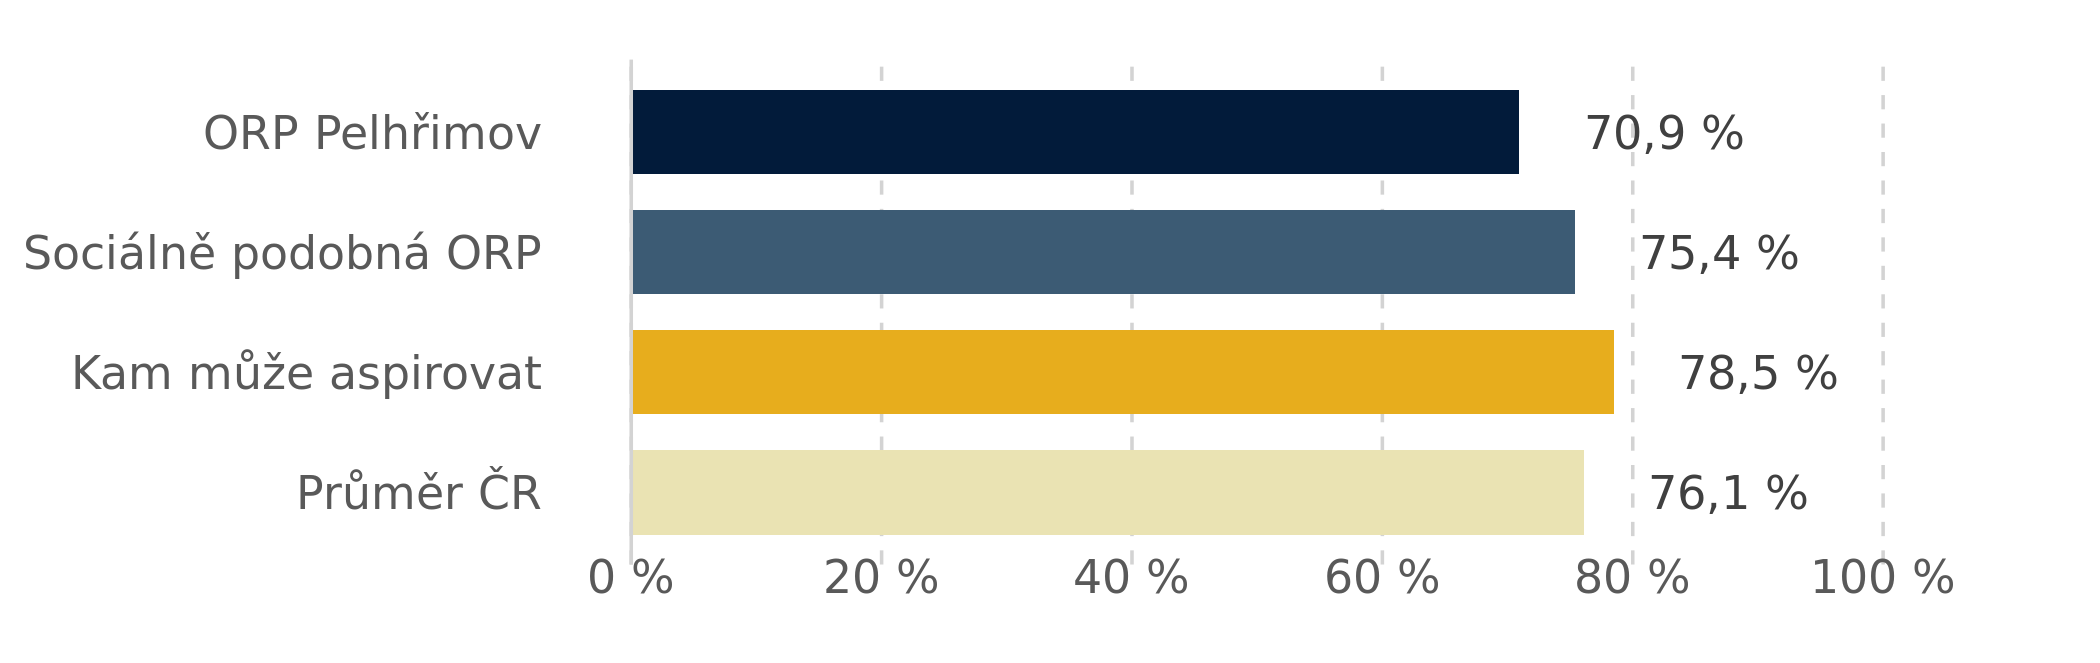 ORP Pelhřimov 70,9 %
Sociálně podobná ORP 75,4 %
Kam může aspirovat 78,5 %
Průměr ČR 76,1 %
0 % 20 % 40 % 60 % 80 % 100 %